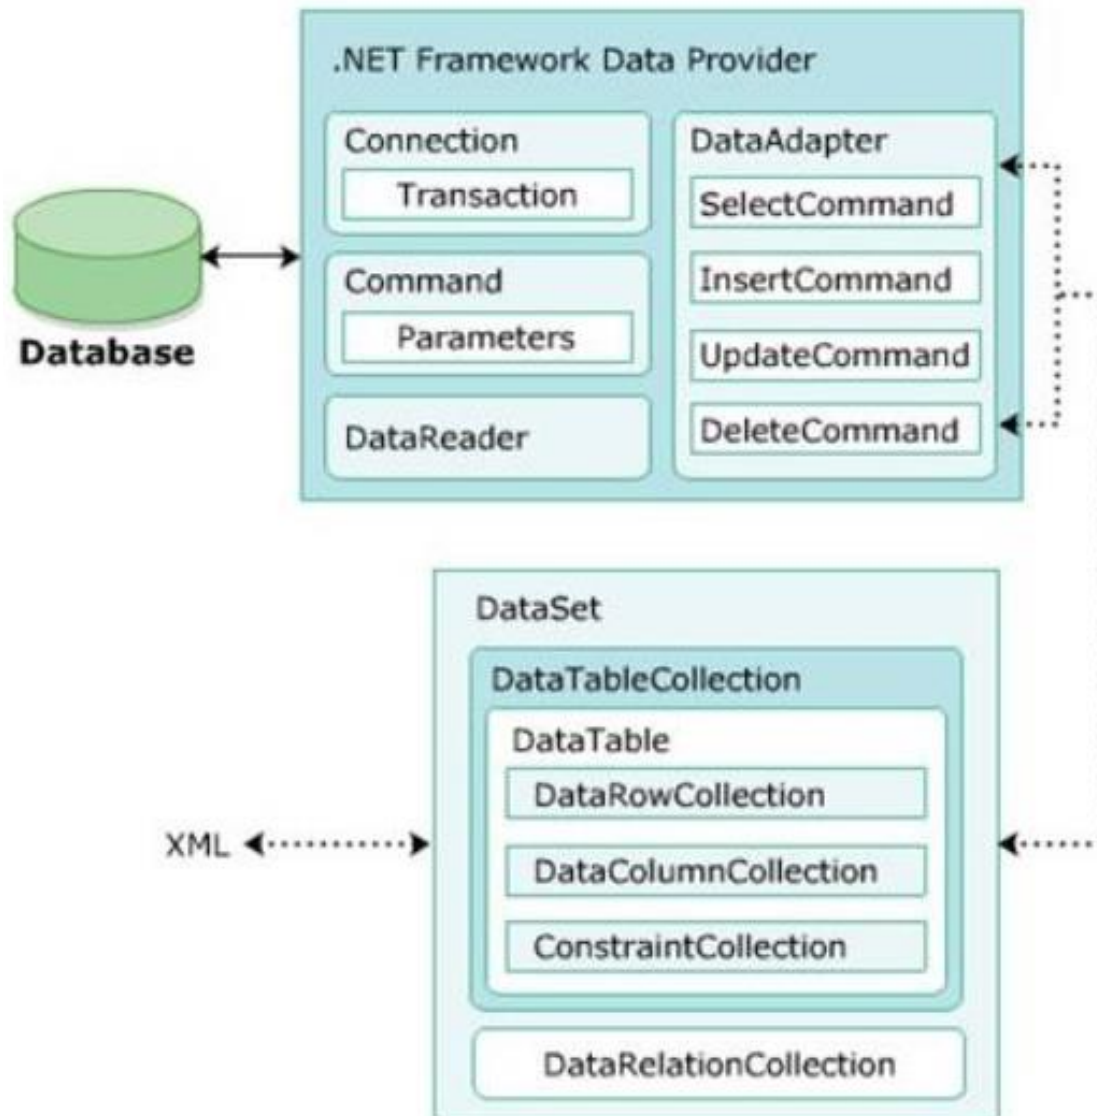 .NET Framework Data Provider
Connection
Transaction
Command
Parameters
DataReader
DataAdapter
SelectCommand
InsertCommand
UpdateCommand
DeleteCommand
Database
DataSet
DataTableCollection
DataTable
DataRowCollection
DataColumnCollection
ConstraintCollection
DataRelationCollection
XML